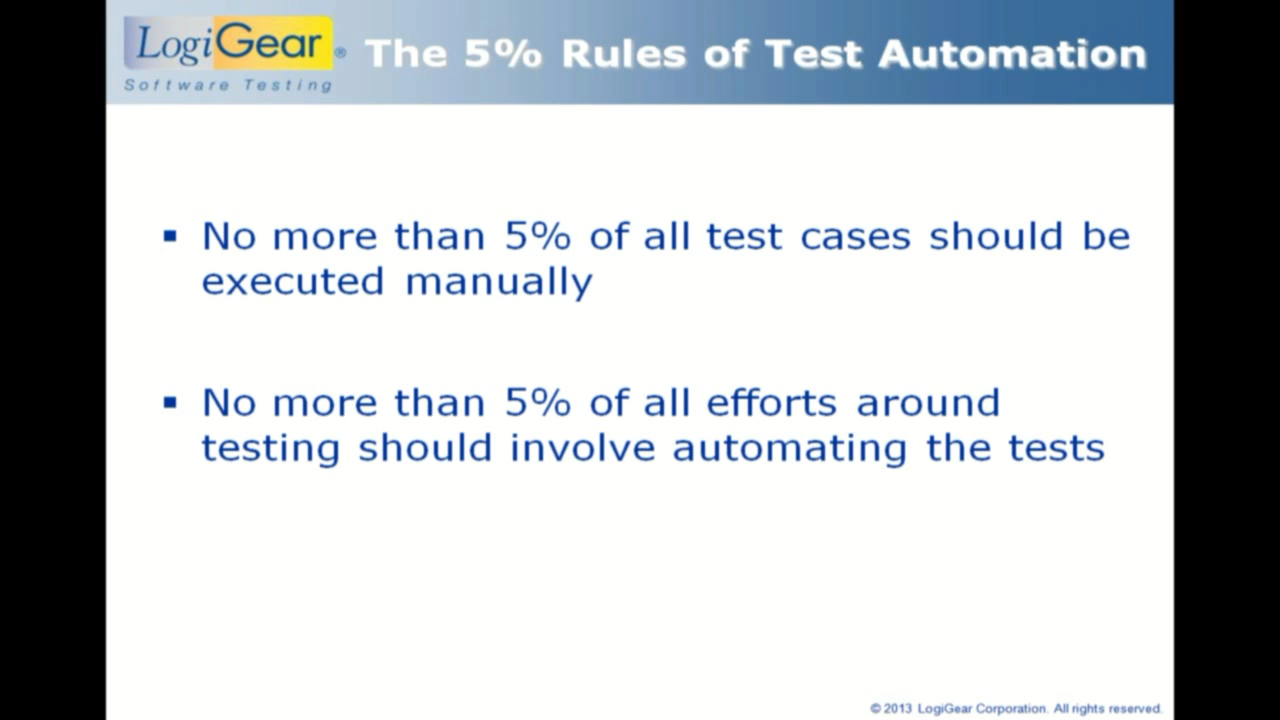 LogiGear®
Software Testing
The 5% Rules of Test Automation
▪ No more than 5% of all test cases should be
executed manually
▪ No more than 5% of all efforts around
testing should involve automating the tests
© 2013 LogiGear Corporation. All rights reserved.